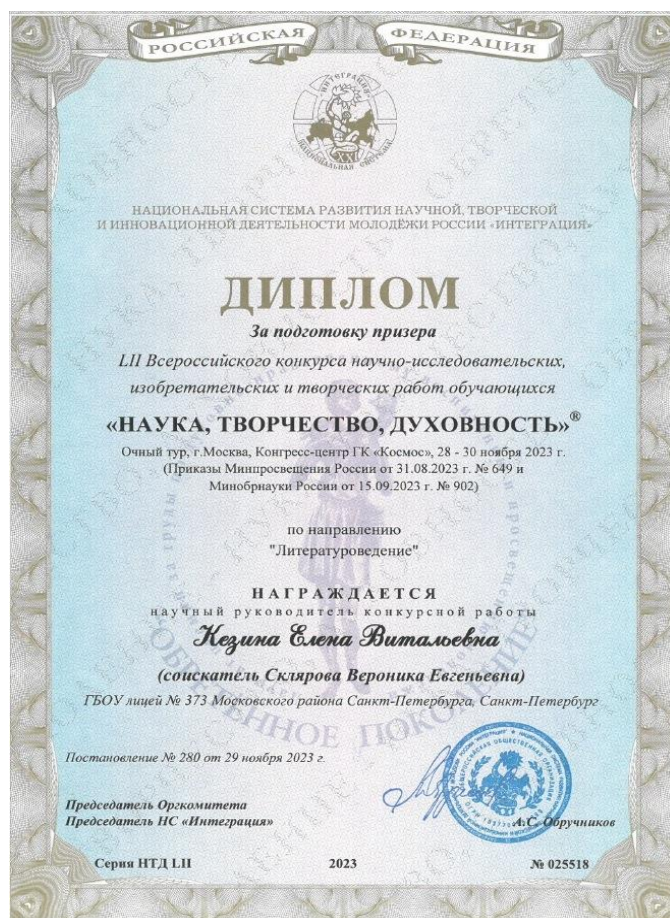 РОССИЙСКАЯ ФЕДЕРАЦИЯ
ИНТЕГРАЦИЯ
НАЦИОНАЛЬНАЯ СИСТЕМА
XXI
НАЦИОНАЛЬНАЯ СИСТЕМА РАЗВИТИЯ НАУЧНОЙ, ТВОРЧЕСКОЙ
И ИННОВАЦИОННОЙ ДЕЯТЕЛЬНОСТИ МОЛОДЁЖИ РОССИИ «ИНТЕГРАЦИЯ»
ДИПЛОМ
За подготовку призера
LII Всероссийского конкурса научно-исследовательских,
изобретательских и творческих работ обучающихся
«НАУКА, ТВОРЧЕСТВО, ДУХОВНОСТЬ»®
Очный тур, г.Москва, Конгресс-центр ГК «Космос», 28 - 30 ноября 2023 г.
(Приказы Минпросвещения России от 31.08.2023 г. № 649 и
Минобрнауки России от 15.09.2023 г. № 902)
по направлению
"Литературоведение"
НАГРАЖДАЕТСЯ
научный руководитель конкурсной работы
Кезина Елена Витальевна
(соискатель Склярова Вероника Евгеньевна)
ГБОУ лицей № 373 Московского района Санкт-Петербурга, Санкт-Петербург
Постановление № 280 от 29 ноября 2023 г.
Председатель Оргкомитета
Председатель НС «Интеграция»
А.С. Обручников
Серия НТД LII 2023 № 025518